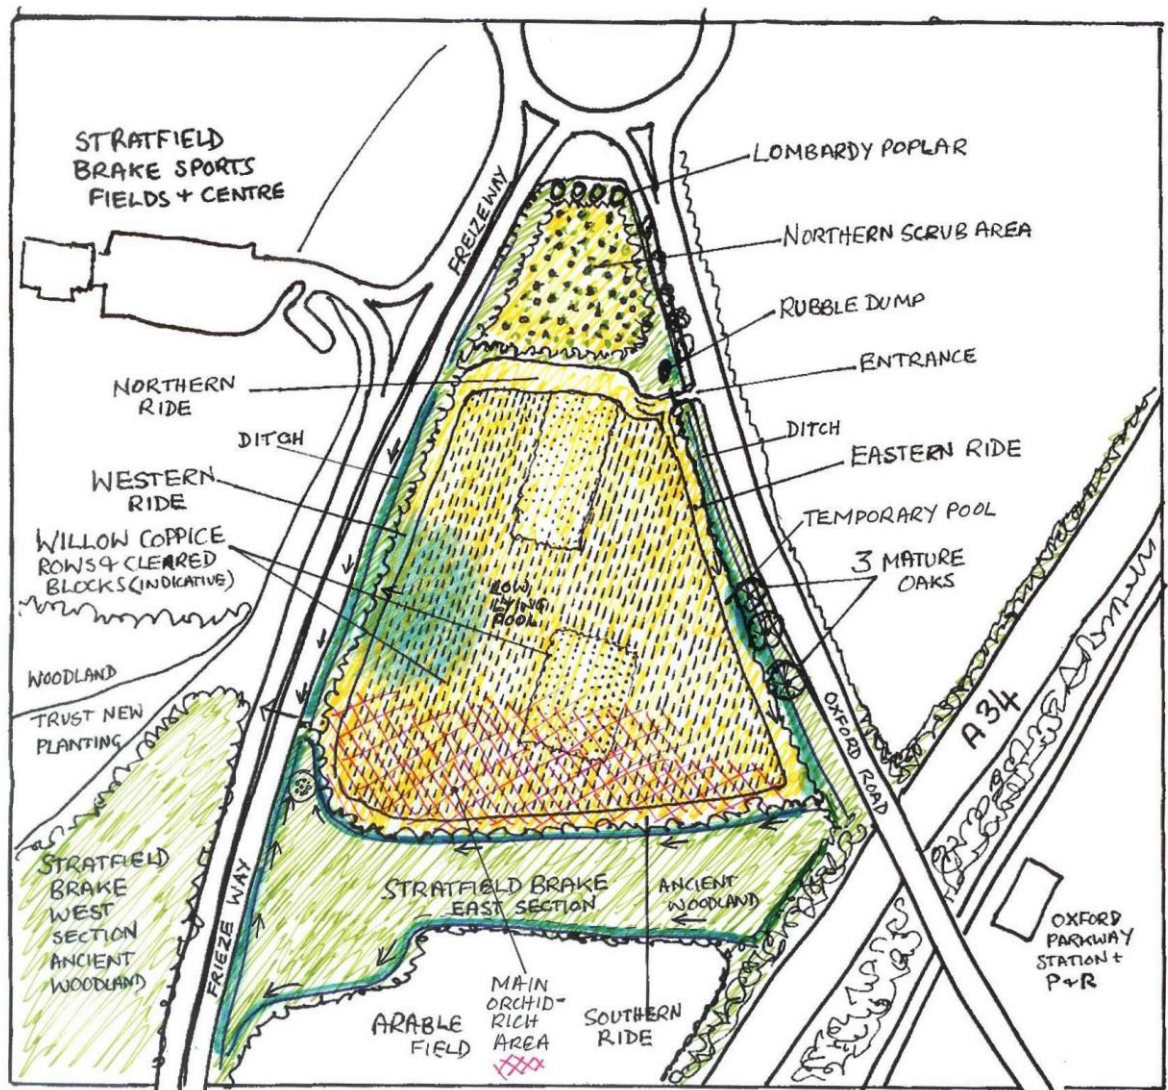 STRATFIELD
BRAKE SPORTS
FIELDS + CENTRE
FREIZEWAY
LOMBARDY POPLAR
NORTHERN SCRUB AREA
RUBBLE DUMP
ENTRANCE
NORTHERN
RIDE
DITCH
DITCH
EASTERN RIDE
WESTERN
RIDE
TEMPORARY POOL
3 MATURE
OAKS
WILLOW COPPICE
ROWS & CLEARED
BLOCKS (INDICATIVE)
LOW
LYING
POOL
WOODLAND
TRUST NEW
PLANTING
OXFORD ROAD
A34
STRATFIELD
BRAKE
WEST
SECTION
ANCIENT
WOODLAND
FRIEZE WAY
STRATFIELD BRAKE
EAST SECTION
ANCIENT
WOODLAND
OXFORD
PARKWAY
STATION +
P+R
ARABLE
FIELD
MAIN
ORCHID-
RICH
AREA
SOUTHERN
RIDE